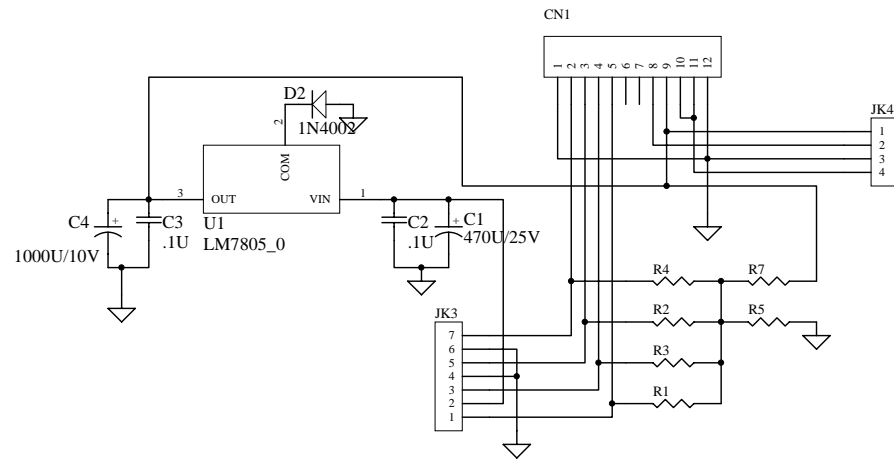 CN1
1 2 3 4 5 6 7 8 9 10 11 12
D2
1N4002
2
COM
JK4
1
2
3
4
3
OUT
VIN
1
U1
LM7805_0
C4
+
1000U/10V
C3
.1U
C2
.1U
+
C1
470U/25V
R4
R7
R2
R5
R3
R1
JK3
7
6
5
4
3
2
1